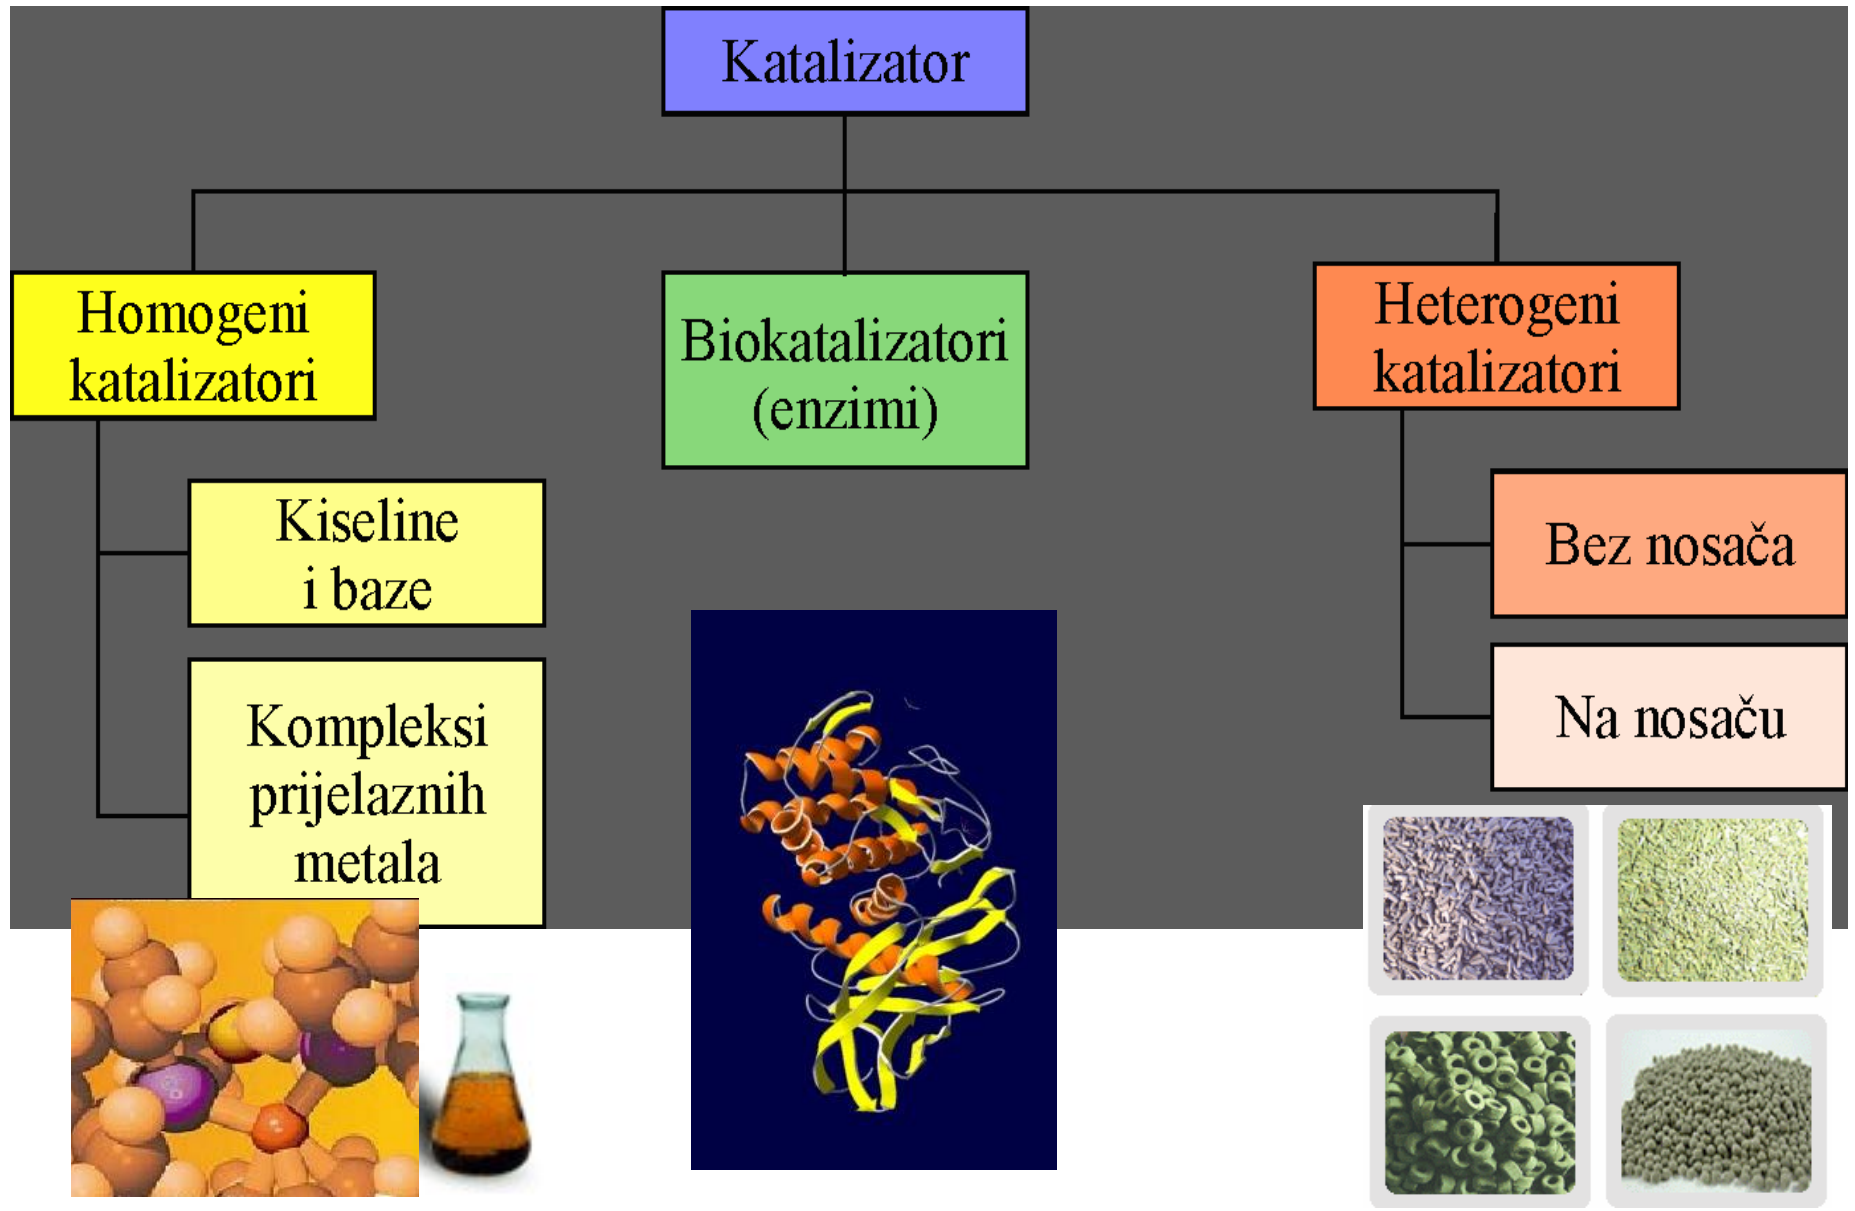 Katalizator
Homogeni
katalizatori
Kiseline
i baze
Kompleksi
prijelaznih
metala
Biokatalizatori
(enzimi)
Heterogeni
katalizatori
Bez nosača
Na nosaču